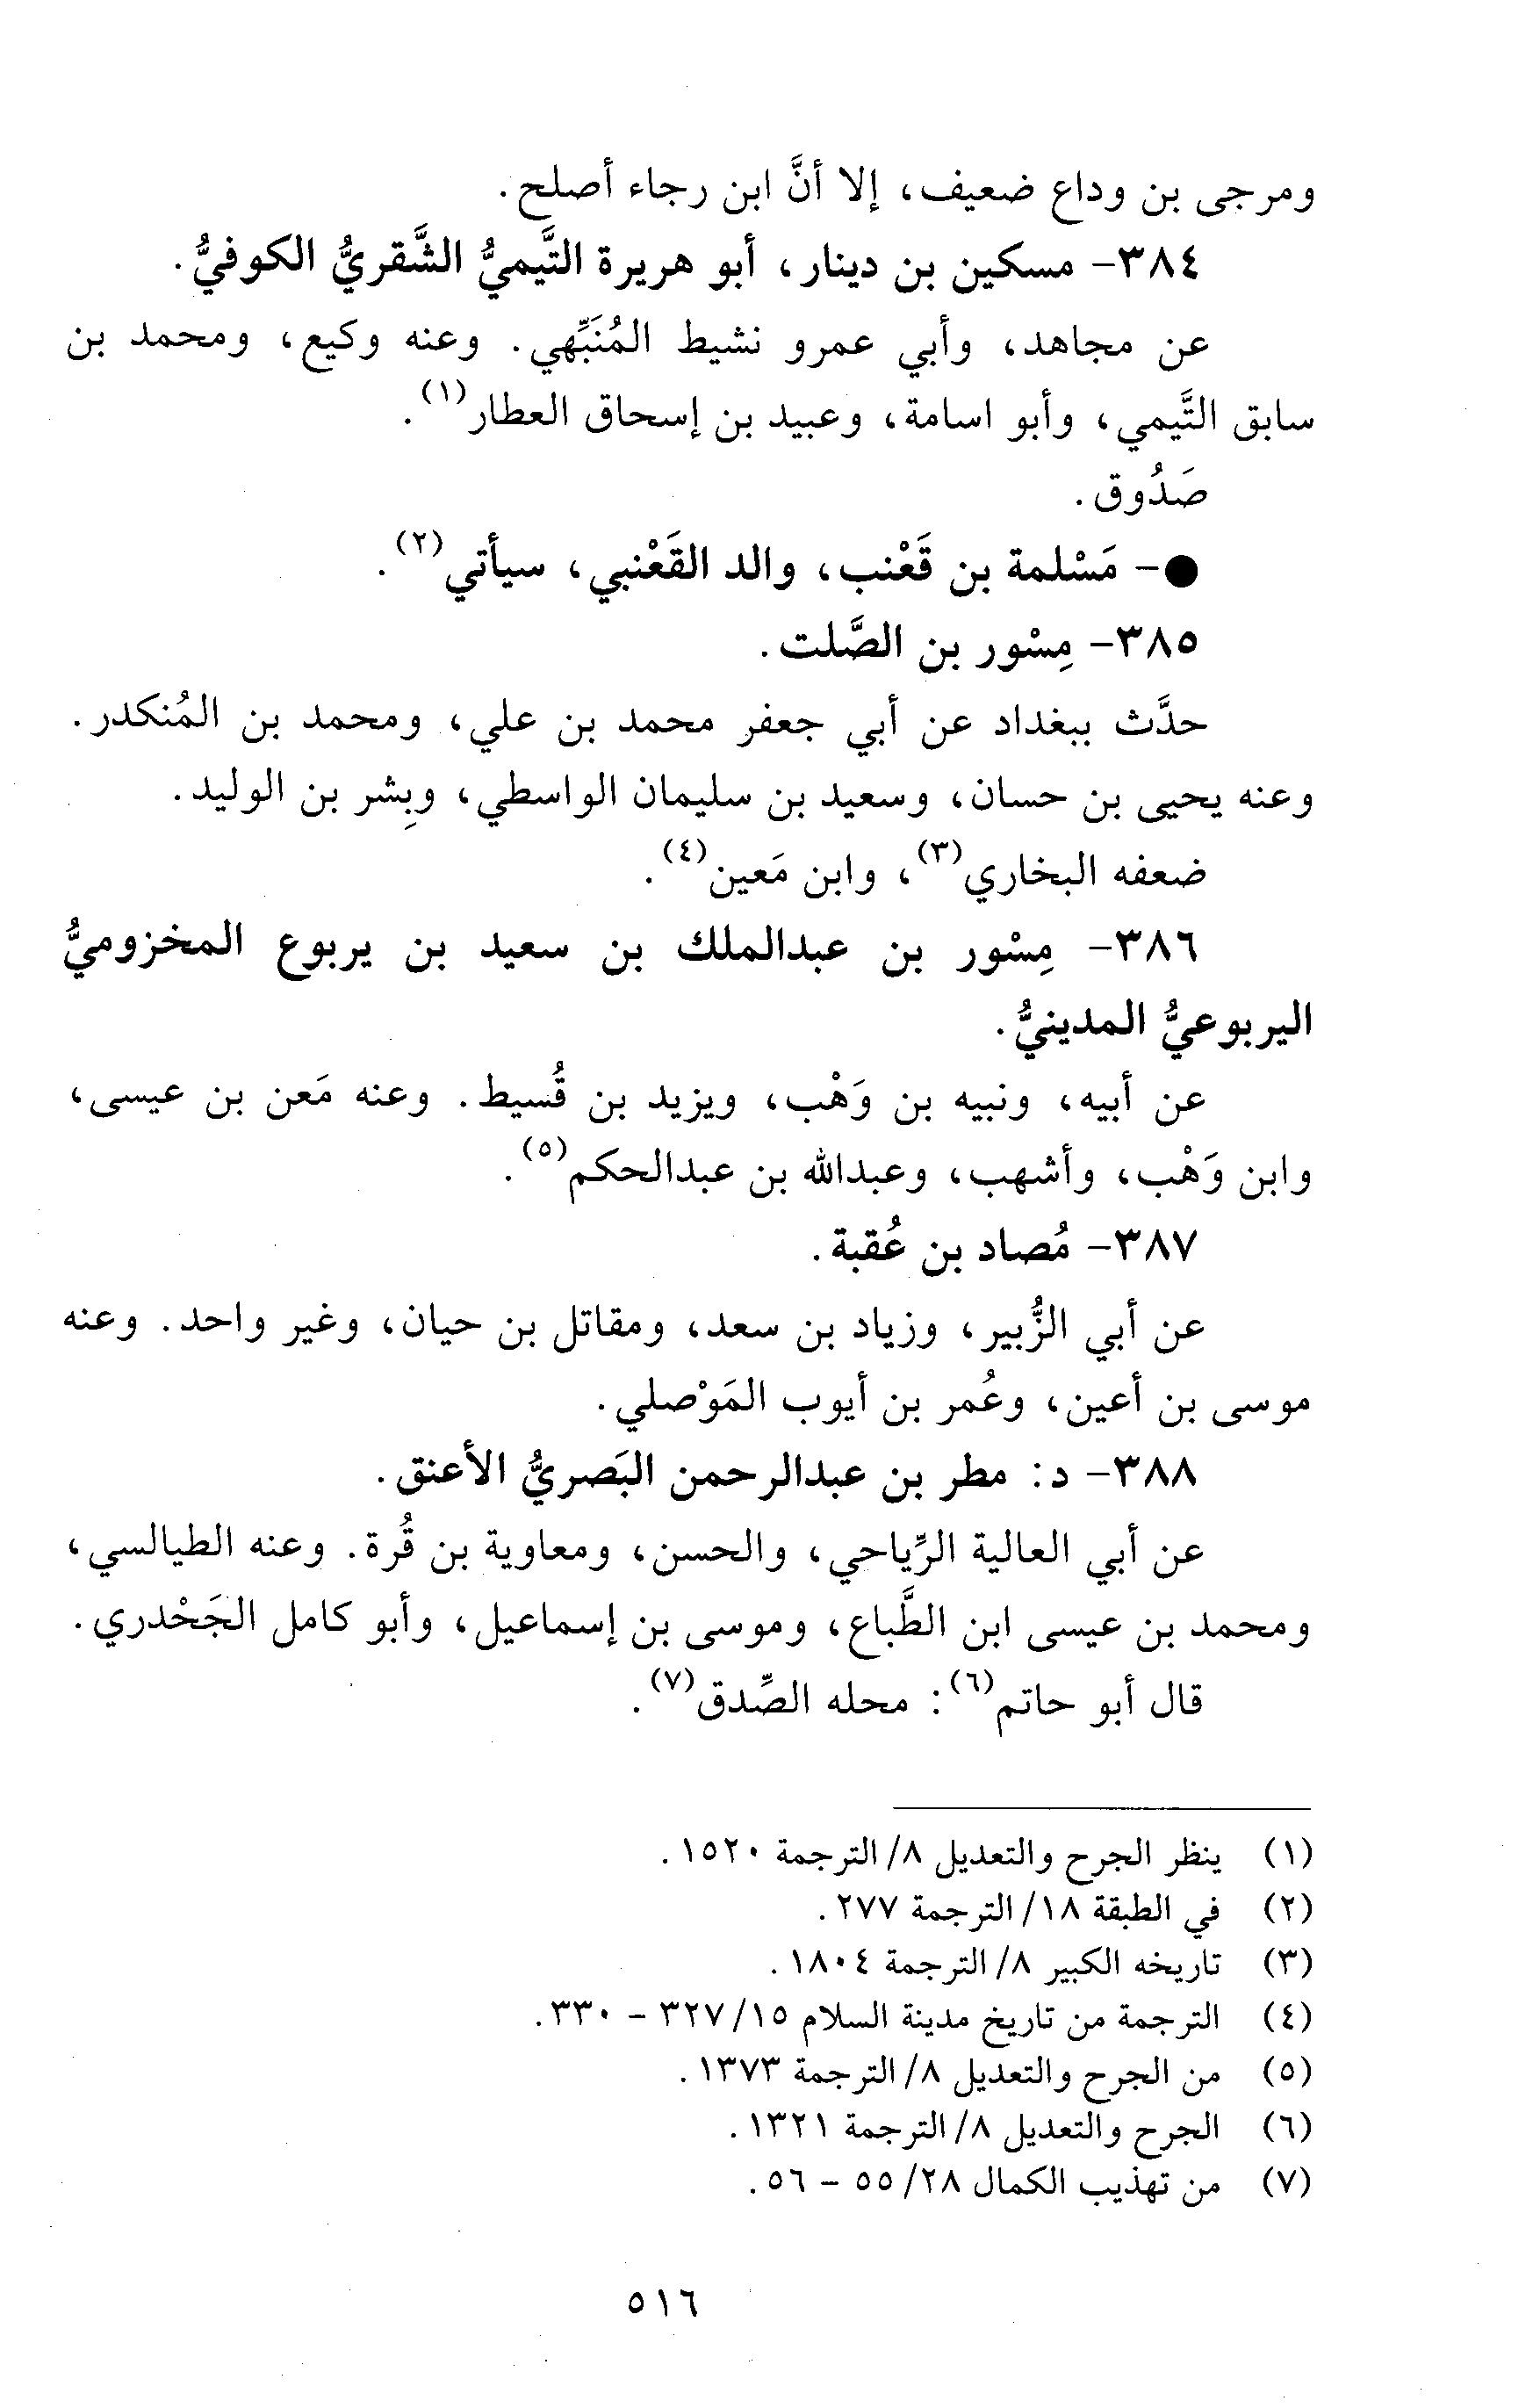 ومرجى بن وداع ضعيف، إلا أنَّ ابن رجاء أصلح.
٣٨٤- مسكين بن دينار، أبو هريرة التَّيميُّ الشَّقريُّ الكوفيُّ.
عن مجاهد، وأبي عمرو نشيط المُنَبِّهي. وعنه وكيع، ومحمد بن
سابق التَّيمي، وأبو اسامة، وعبيد بن إسحاق العطار(١).
صَدُوق.
●- مَسْلمة بن قَعْنب، والد القَعْنبي، سيأتي(٢).
٣٨٥- مِسْور بن الصَّلت.
حدَّث ببغداد عن أبي جعفر محمد بن علي، ومحمد بن المُنكدر.
وعنه يحيى بن حسان، وسعيد بن سليمان الواسطي، وبِشر بن الوليد.
ضعفه البخاري(٣)، وابن مَعين(٤).
٣٨٦- مِسْور بن عبدالملك بن سعيد بن يربوع المخزوميُّ
اليربوعيُّ المدينيُّ.
عن أبيه، ونبيه بن وَهْب، ويزيد بن قُسيط. وعنه مَعن بن عيسى،
وابن وَهْب، وأشهب، وعبدالله بن عبدالحكم(٥).
٣٨٧- مُصاد بن عُقبة.
عن أبي الزُّبير، وزياد بن سعد، ومقاتل بن حيان، وغير واحد. وعنه
موسى بن أعين، وعُمر بن أيوب المَوْصلي.
٣٨٨- د: مطر بن عبدالرحمن البَصريُّ الأعنق.
عن أبي العالية الرِّياحي، والحسن، ومعاوية بن قُرة. وعنه الطيالسي،
ومحمد بن عيسى ابن الطَّباع، وموسى بن إسماعيل، وأبو كامل الجَحْدري.
قال أبو حاتم(٦): محله الصِّدق(٧).
(١) ينظر الجرح والتعديل ٨/ الترجمة ١٥٢٠.
(٢) في الطبقة ١٨/ الترجمة ٢٧٧.
(٣) تاريخه الكبير ٨/ الترجمة ١٨٠٤.
(٤) الترجمة من تاريخ مدينة السلام ١٥/ ٣٢٧ - ٣٣٠.
(٥) من الجرح والتعديل ٨/ الترجمة ١٣٧٣.
(٦) الجرح والتعديل ٨/ الترجمة ١٣٢١.
(٧) من تهذيب الكمال ٢٨/ ٥٥ - ٥٦.
٥١٦